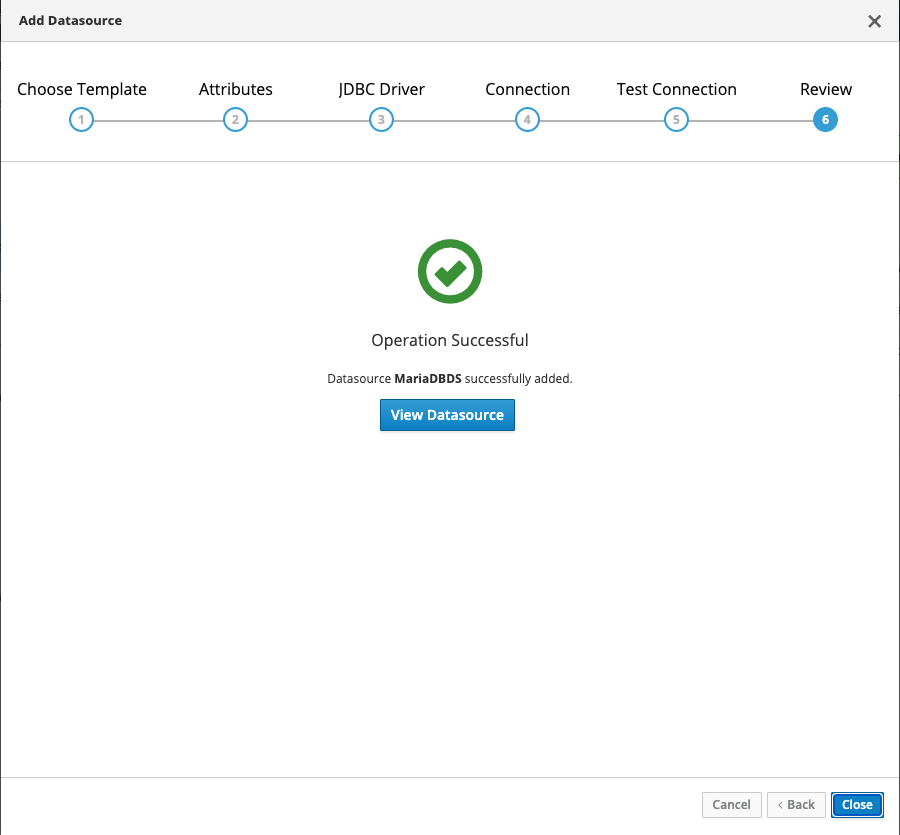 Add Datasource
Choose Template Attributes JDBC Driver Connection Test Connection Review
1 2 3 4 5 6
Operation Successful
Datasource MariaDBDS successfully added.
View Datasource
Cancel < Back Close